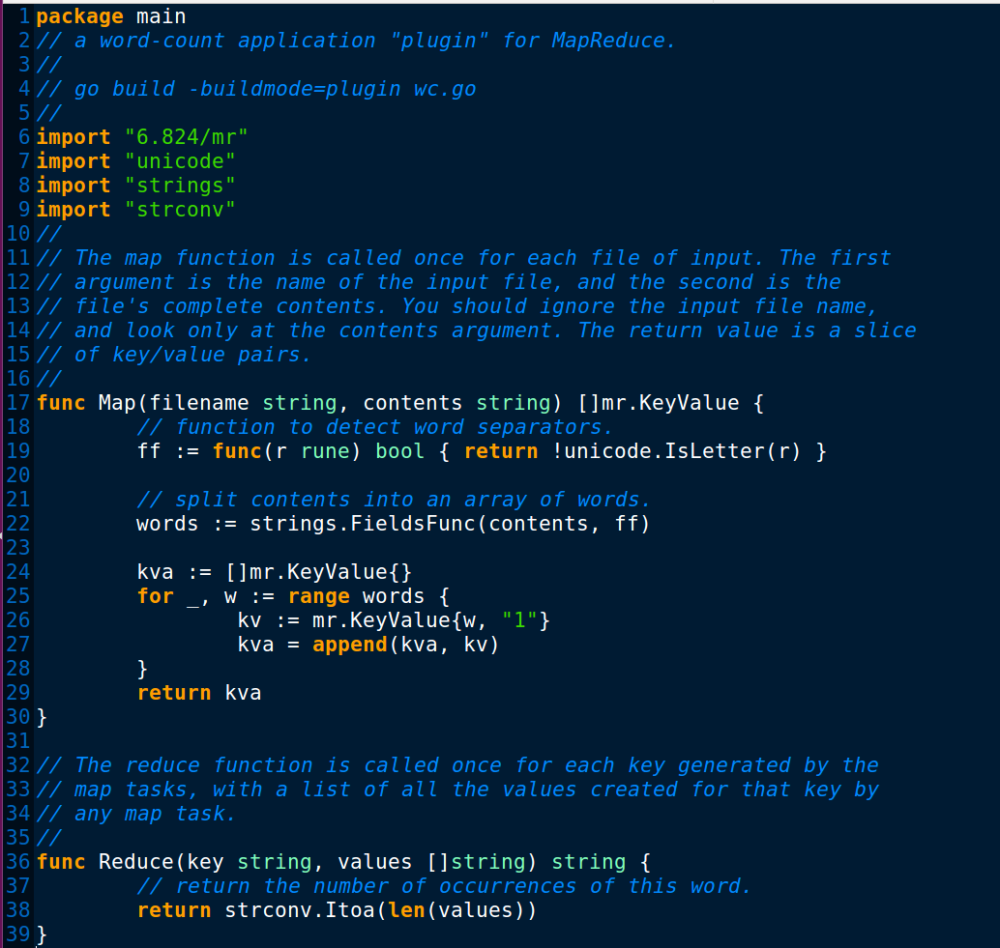 1 package main
2 // a word-count application "plugin" for MapReduce.
3 //
4 // go build -buildmode=plugin wc.go
5 //
6 import "6.824/mr"
7 import "unicode"
8 import "strings"
9 import "strconv"
10 //
11 // The map function is called once for each file of input. The first
12 // argument is the name of the input file, and the second is the
13 // file's complete contents. You should ignore the input file name,
14 // and look only at the contents argument. The return value is a slice
15 // of key/value pairs.
16 //
17 func Map(filename string, contents string) []mr.KeyValue {
18         // function to detect word separators.
19         ff := func(r rune) bool { return !unicode.IsLetter(r) }
20
21         // split contents into an array of words.
22         words := strings.FieldsFunc(contents, ff)
23
24         kva := []mr.KeyValue{}
25         for _, w := range words {
26                 kv := mr.KeyValue{w, "1"}
27                 kva = append(kva, kv)
28         }
29         return kva
30 }
31
32 // The reduce function is called once for each key generated by the
33 // map tasks, with a list of all the values created for that key by
34 // any map task.
35 //
36 func Reduce(key string, values []string) string {
37         // return the number of occurrences of this word.
38         return strconv.Itoa(len(values))
39 }